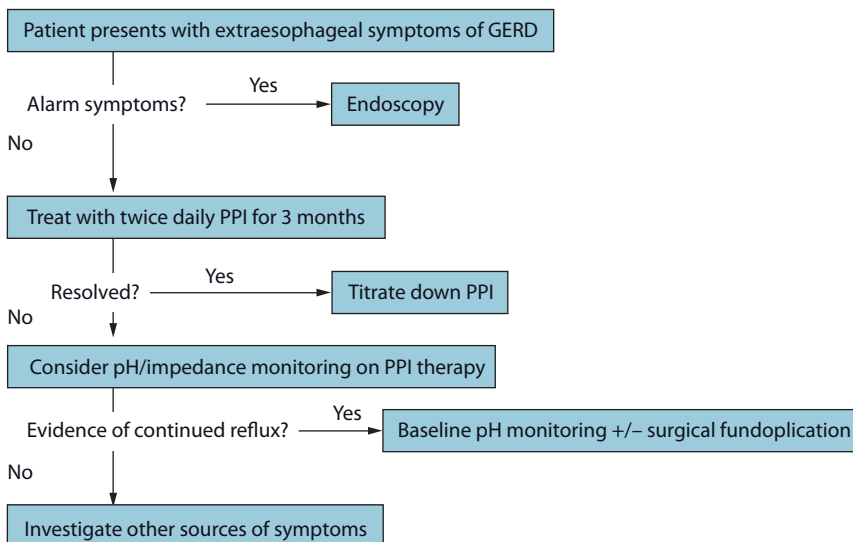 Patient presents with extraesophageal symptoms of GERD
Alarm symptoms?
Yes
Endoscopy
No
Treat with twice daily PPI for 3 months
Resolved?
Yes
Titrate down PPI
No
Consider pH/impedance monitoring on PPI therapy
Evidence of continued reflux?
Yes
Baseline pH monitoring +/– surgical fundoplication
No
Investigate other sources of symptoms